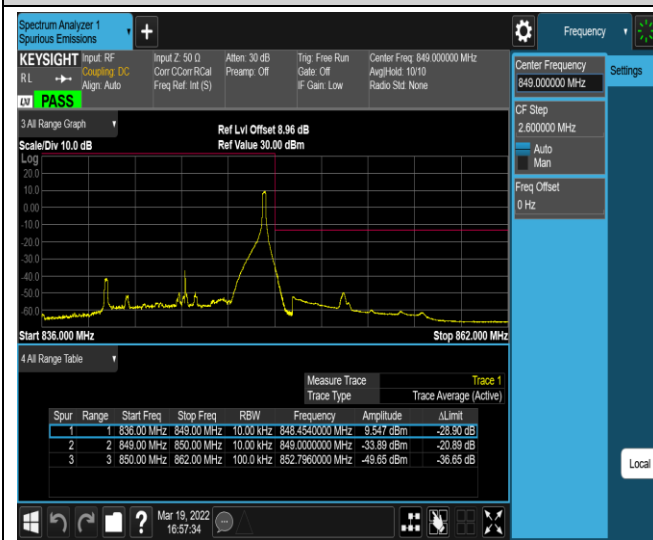 Spectrum Analyzer 1
Spurious Emissions
Frequency
KEYSIGHT
RL
LXI PASS
Input: RF
Coupling: DC
Align: Auto
Input Z: 50 Ω
Corr CCorr RCal
Freq Ref: Int (S)
Atten: 30 dB
Preamp: Off
Trig: Free Run
Gate: Off
IF Gain: Low
Center Freq: 849.000000 MHz
Avg|Hold: 10/10
Radio Std: None
Center Frequency
849.000000 MHz
Settings
CF Step
2.600000 MHz
Auto
Man
Freq Offset
0 Hz
3 All Range Graph
Scale/Div 10.0 dB
Ref Lvl Offset 8.96 dB
Ref Value 30.00 dBm
Log
20.0
10.0
0.00
-10.0
-20.0
-30.0
-40.0
-50.0
-60.0
Start 836.000 MHz
Stop 862.000 MHz
4 All Range Table
Measure Trace Trace 1
Trace Type Trace Average (Active)
Spur Range Start Freq Stop Freq RBW Frequency Amplitude ΔLimit
1 1 836.00 MHz 849.00 MHz 10.00 kHz 848.4540000 MHz 9.547 dBm -28.90 dB
2 2 849.00 MHz 850.00 MHz 10.00 kHz 849.0000000 MHz -33.89 dBm -20.89 dB
3 3 850.00 MHz 862.00 MHz 100.0 kHz 852.7960000 MHz -49.65 dBm -36.65 dB
Local
?
Mar 19, 2022
16:57:34